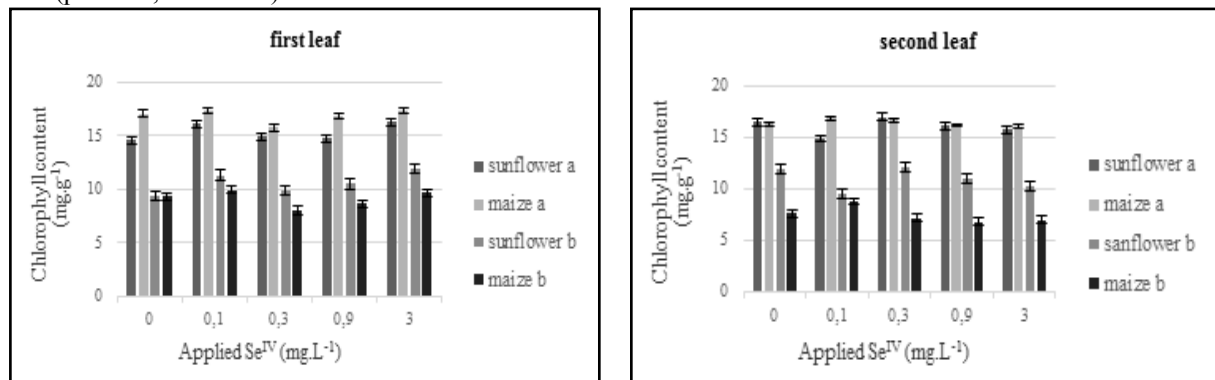 first leaf
Chlorophyll content
(mg.g⁻¹)
20
15
10
5
0
0 0,1 0,3 0,9 3
Applied Seᴵⱽ (mg.L⁻¹)
sunflower a
maize a
sunflower b
maize b
second leaf
Chlorophyll content
(mg.g⁻¹)
20
15
10
5
0
0 0,1 0,3 0,9 3
Applied Seᴵⱽ (mg.L⁻¹)
sunflower a
maize a
sanflower b
maize b